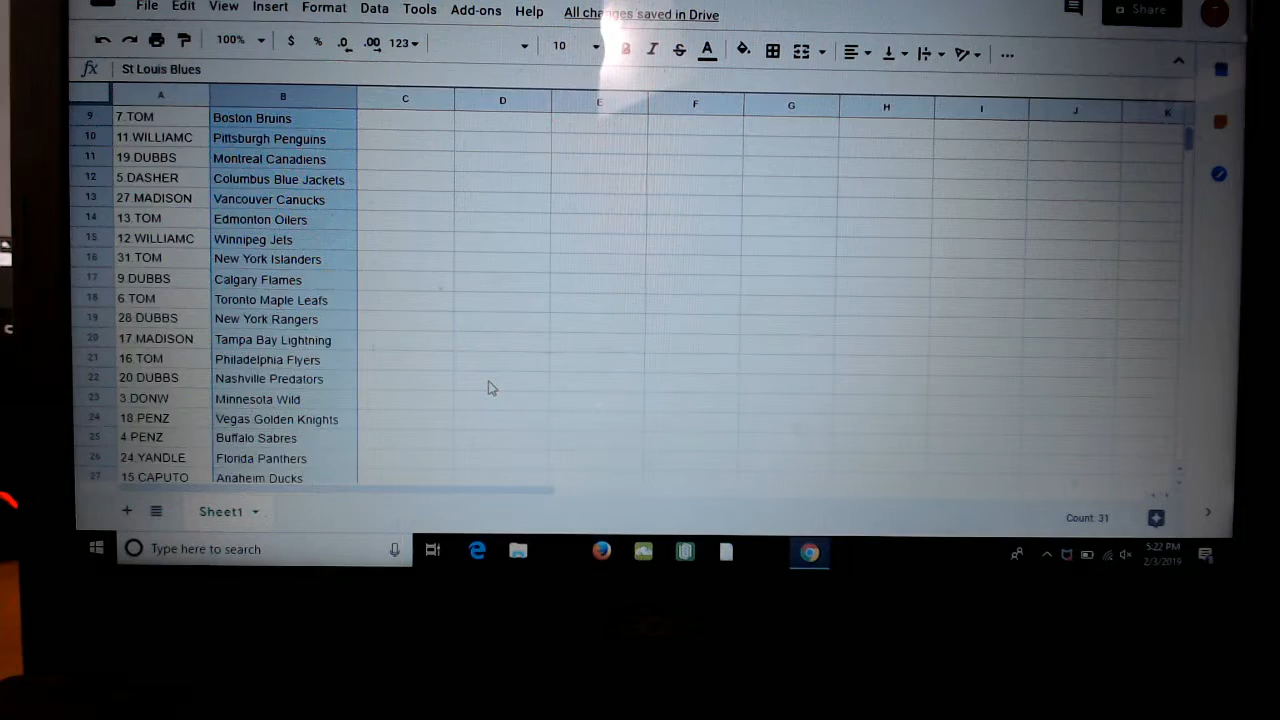 File Edit View Insert Format Data Tools Add-ons Help All changes saved in Drive Share
100% $ % .0 .00 123 10 B I S A ...
fx St Louis Blues
A B C D E F G H I J K
9 7 TOM Boston Bruins
10 11 WILLIAMC Pittsburgh Penguins
11 19 DUBBS Montreal Canadiens
12 5 DASHER Columbus Blue Jackets
13 27 MADISON Vancouver Canucks
14 13 TOM Edmonton Oilers
15 12 WILLIAMC Winnipeg Jets
16 31 TOM New York Islanders
17 9 DUBBS Calgary Flames
18 6 TOM Toronto Maple Leafs
19 28 DUBBS New York Rangers
20 17 MADISON Tampa Bay Lightning
21 16 TOM Philadelphia Flyers
22 20 DUBBS Nashville Predators
23 3 DONW Minnesota Wild
24 18 PENZ Vegas Golden Knights
25 4 PENZ Buffalo Sabres
26 24 YANDLE Florida Panthers
27 15 CAPUTO Anaheim Ducks
+ Sheet1 Count 31
Type here to search 5:22 PM
2/3/2019